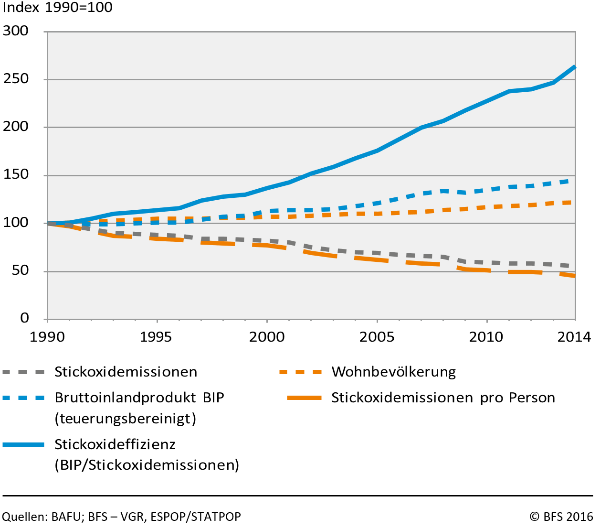 Index 1990=100
300
250
200
150
100
50
0
1990 1995 2000 2005 2010 2014
Stickoxidemissionen
Wohnbevölkerung
Bruttoinlandprodukt BIP
(teuerungsbereinigt)
Stickoxidemissionen pro Person
Stickoxideffizienz
(BIP/Stickoxidemissionen)
Quellen: BAFU; BFS – VGR, ESPOP/STATPOP © BFS 2016